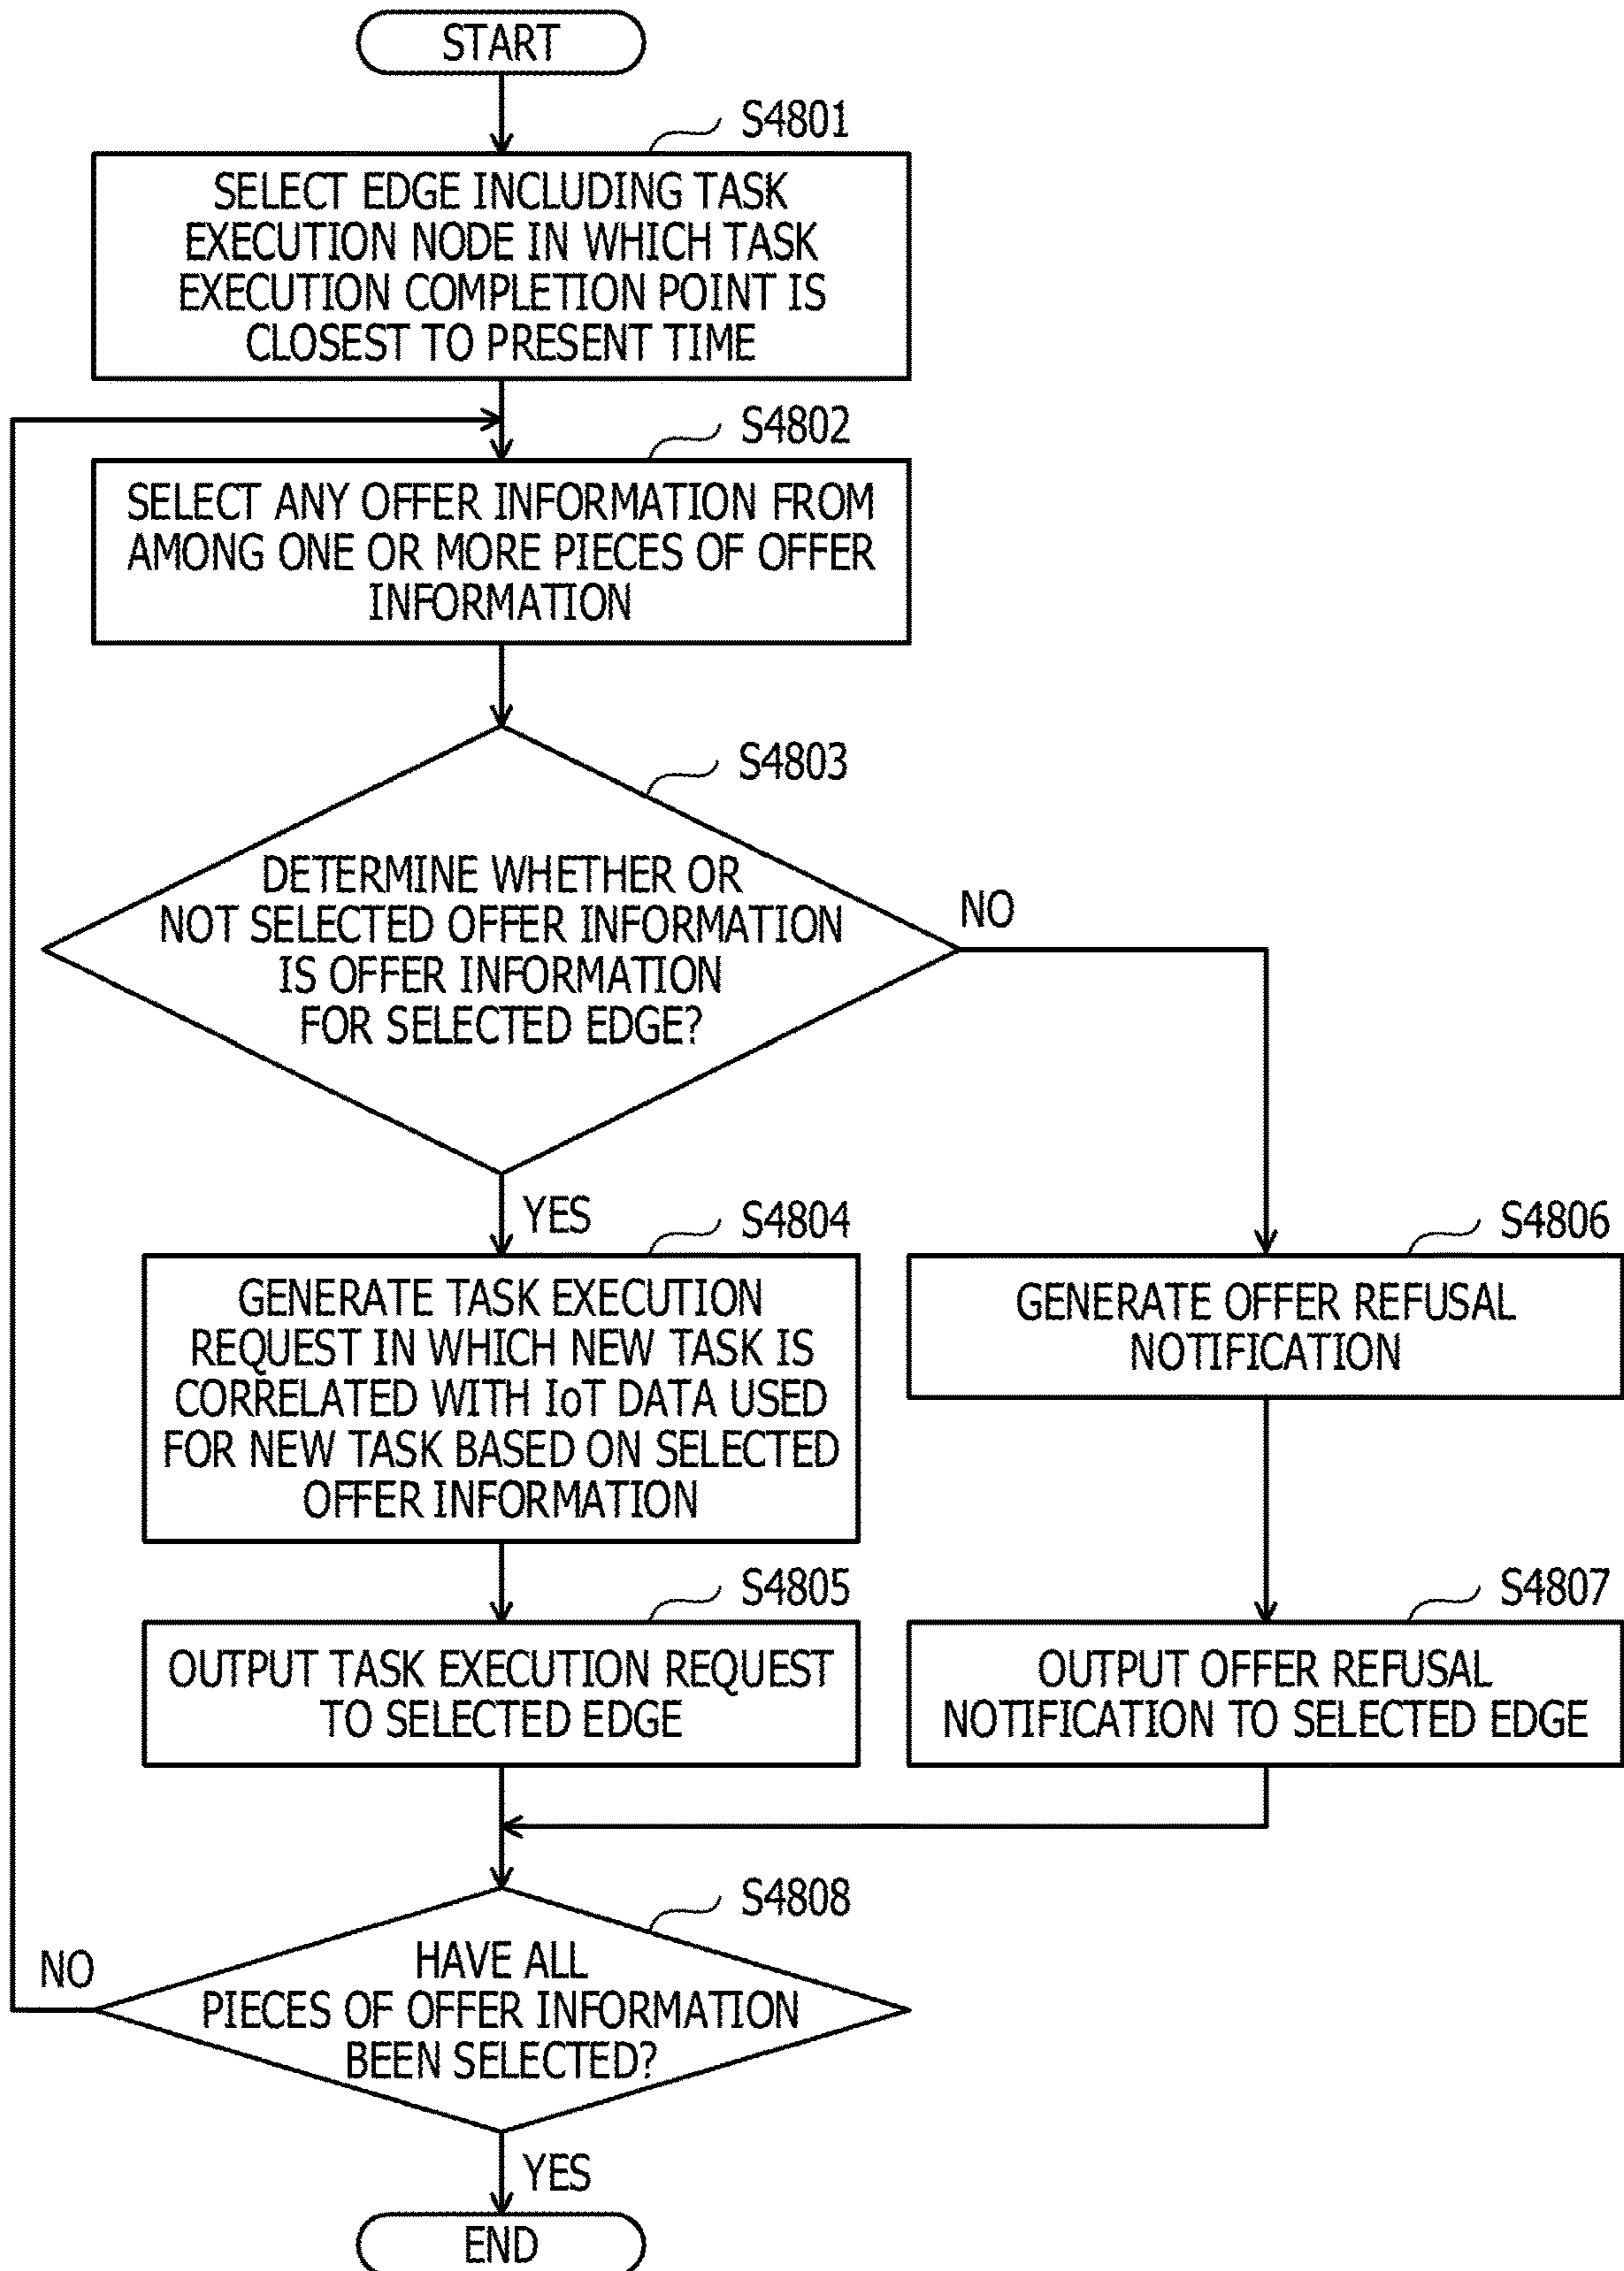 START
S4801
SELECT EDGE INCLUDING TASK
EXECUTION NODE IN WHICH TASK
EXECUTION COMPLETION POINT IS
CLOSEST TO PRESENT TIME
S4802
SELECT ANY OFFER INFORMATION FROM
AMONG ONE OR MORE PIECES OF OFFER
INFORMATION
S4803
DETERMINE WHETHER OR
NOT SELECTED OFFER INFORMATION
IS OFFER INFORMATION
FOR SELECTED EDGE?
NO
YES
S4804
GENERATE TASK EXECUTION
REQUEST IN WHICH NEW TASK IS
CORRELATED WITH IoT DATA USED
FOR NEW TASK BASED ON SELECTED
OFFER INFORMATION
S4806
GENERATE OFFER REFUSAL
NOTIFICATION
S4805
OUTPUT TASK EXECUTION REQUEST
TO SELECTED EDGE
S4807
OUTPUT OFFER REFUSAL
NOTIFICATION TO SELECTED EDGE
S4808
HAVE ALL
PIECES OF OFFER INFORMATION
BEEN SELECTED?
NO
YES
END